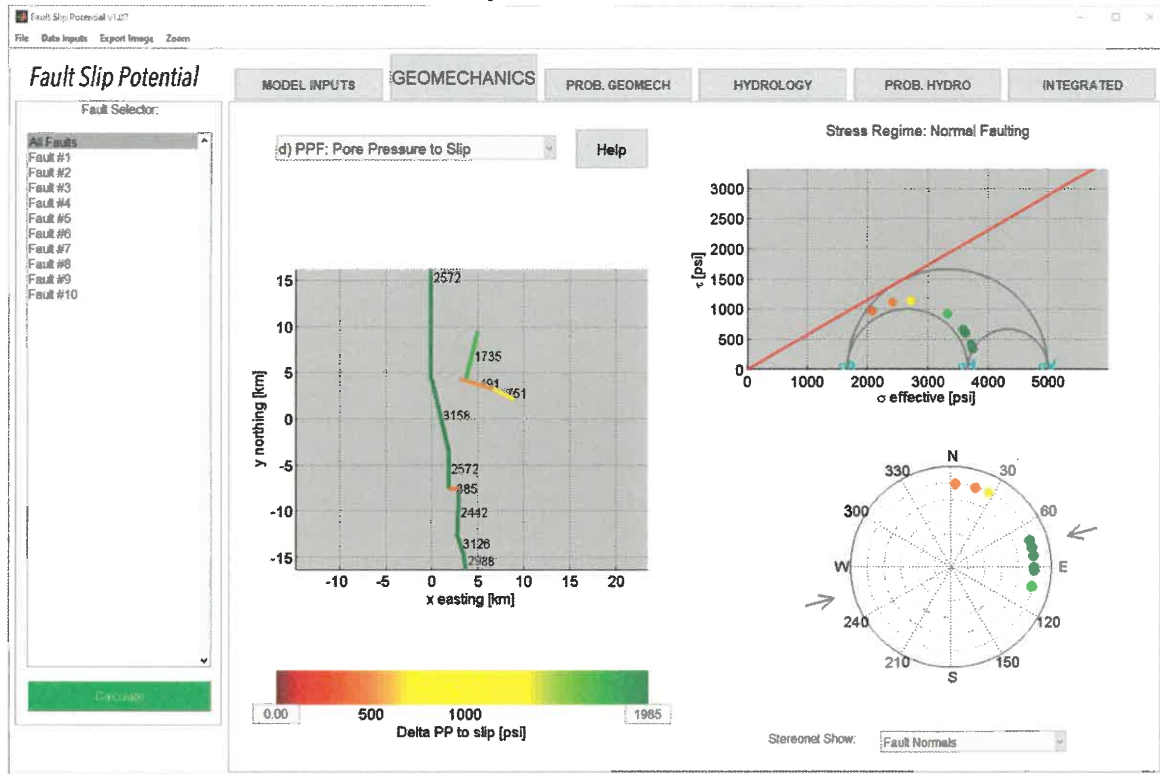 Fault Slip Potential v1.07
File Data Inputs Export Image Zoom
Fault Slip Potential
MODEL INPUTS
GEOMECHANICS
PROB. GEOMECH
HYDROLOGY
PROB. HYDRO
INTEGRATED
Fault Selector:
All Faults
Fault #1
Fault #2
Fault #3
Fault #4
Fault #5
Fault #6
Fault #7
Fault #8
Fault #9
Fault #10
Calculate
d) PPF: Pore Pressure to Slip
Help
15
10
5
0
-5
-10
-15
y northing [km]
2572
1735
491
751
3158
2572
385
2442
3126
2988
-10 -5 0 5 10 15 20
x easting [km]
0.00 500 1000 1985
Delta PP to slip [psi]
Stress Regime: Normal Faulting
3000
2500
2000
1500
1000
500
0
τ [psi]
0 1000 2000 3000 4000 5000
σ effective [psi]
N
330 30
300 60
W E
240 120
210 150
S
Stereonet Show:
Fault Normals